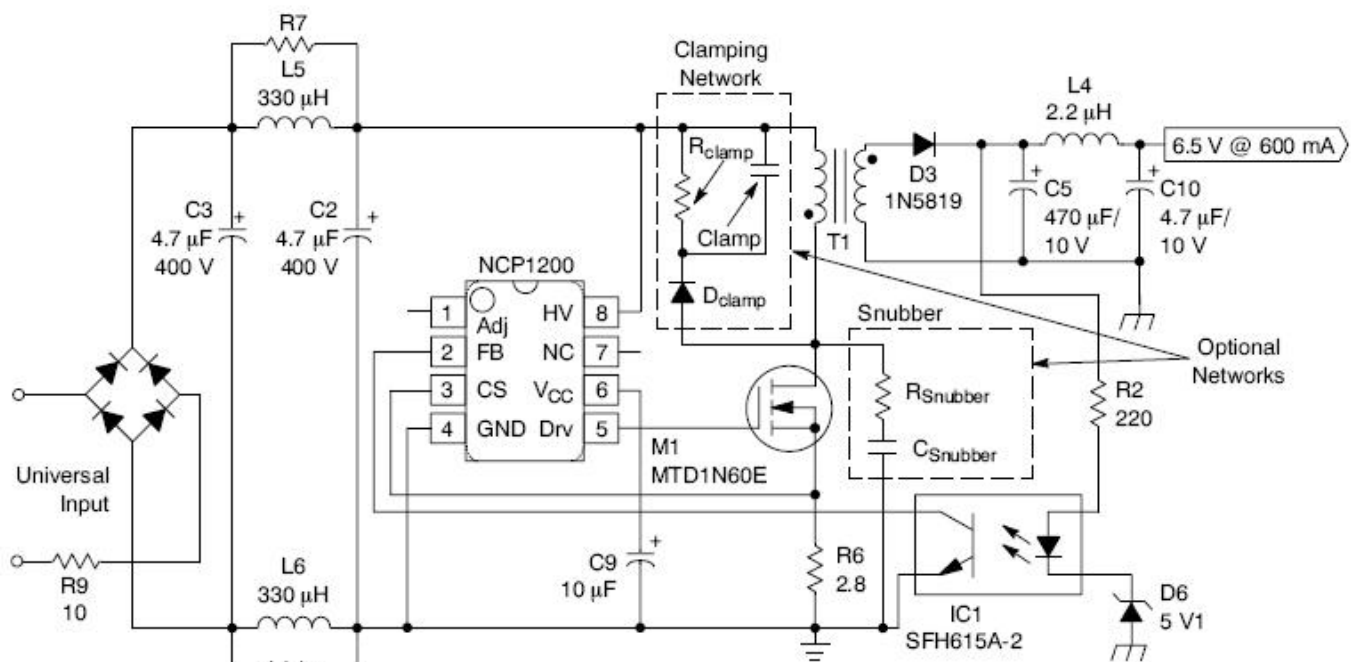 R7
L5
330 μH
C3
4.7 μF
400 V
C2
4.7 μF
400 V
Clamping
Network
Rclamp
Clamp
Dclamp
T1
D3
1N5819
L4
2.2 μH
6.5 V @ 600 mA
C5
470 μF/
10 V
C10
4.7 μF/
10 V
NCP1200
1
Adj
HV
8
2
FB
NC
7
3
CS
VCC
6
4
GND
Drv
5
Snubber
RSnubber
CSnubber
Optional
Networks
R2
220
M1
MTD1N60E
Universal
Input
R9
10
L6
330 μH
C9
10 μF
R6
2.8
IC1
SFH615A-2
D6
5 V1